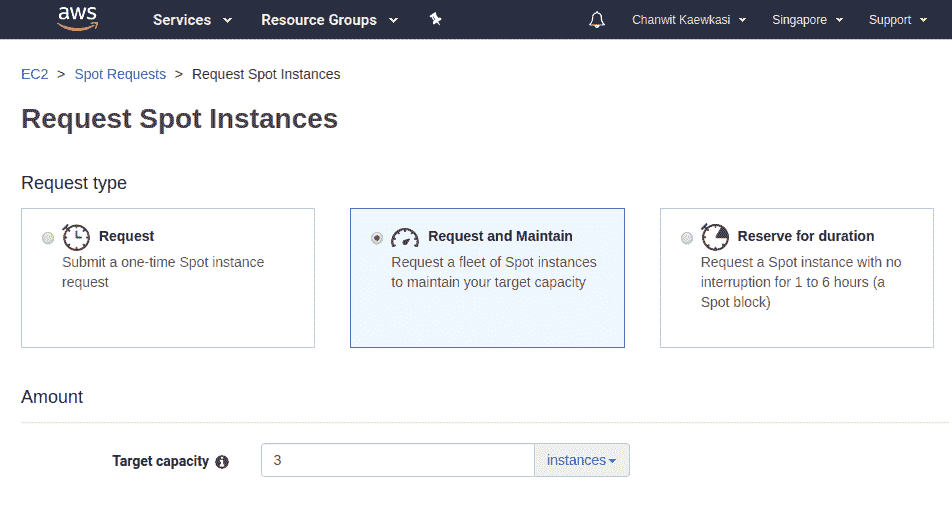 aws Services Resource Groups Chanwit Kaewkasi Singapore Support
EC2 > Spot Requests > Request Spot Instances
Request Spot Instances
Request type
Request
Submit a one-time Spot instance
request
Request and Maintain
Request a fleet of Spot instances
to maintain your target capacity
Reserve for duration
Request a Spot instance with no
interruption for 1 to 6 hours (a
Spot block)
Amount
Target capacity i 3 instances